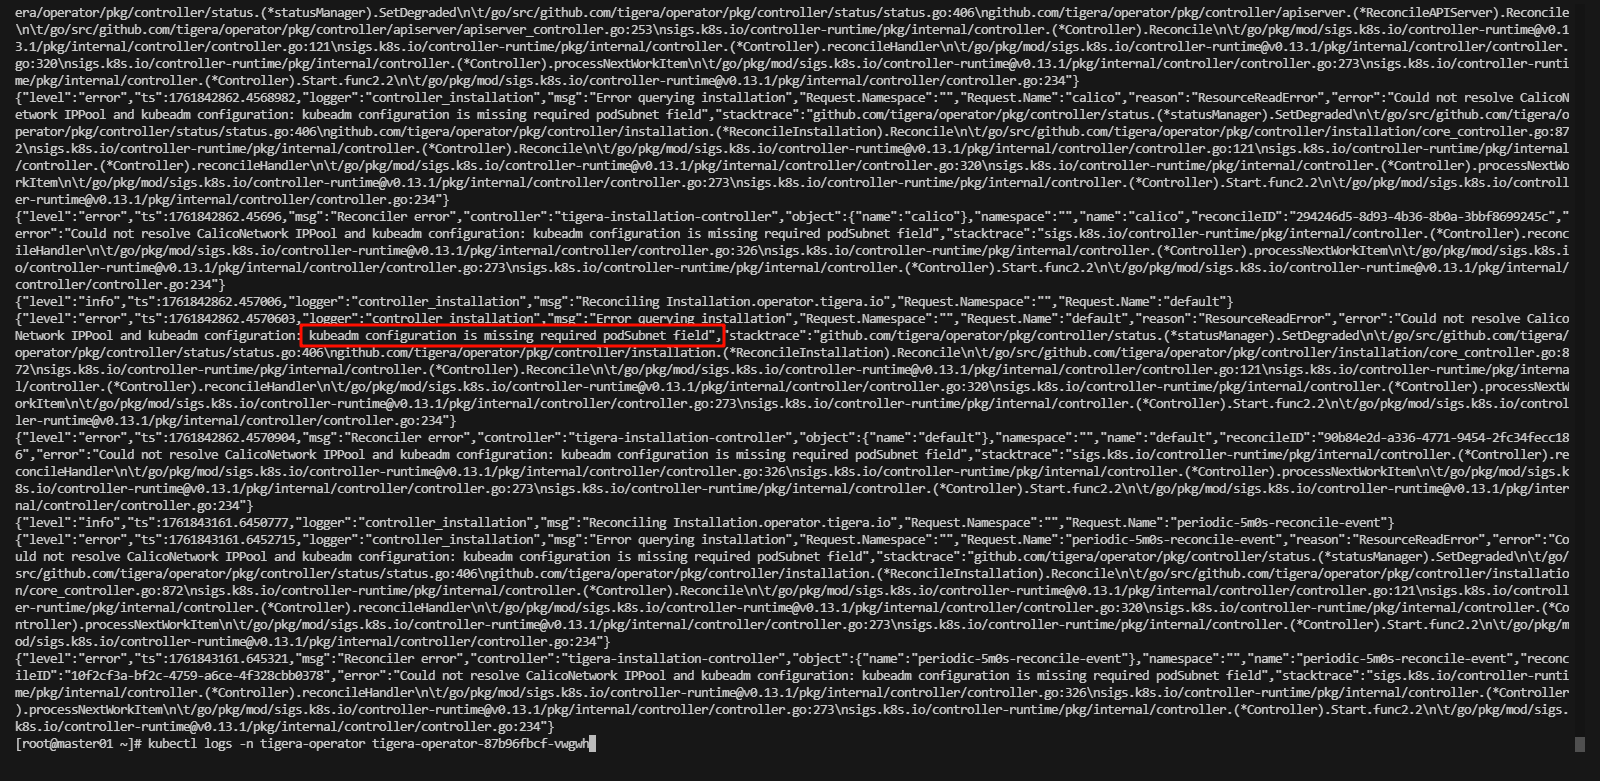 era/operator/pkg/controller/status.(*statusManager).SetDegraded\n\t/go/src/github.com/tigera/operator/pkg/controller/status/status.go:406\ngithub.com/tigera/operator/pkg/controller/apiserver.(*ReconcileAPIServer).Reconcile
\n\t/go/src/github.com/tigera/operator/pkg/controller/apiserver/apiserver_controller.go:253\nsigs.k8s.io/controller-runtime/pkg/internal/controller.(*Controller).Reconcile\n\t/go/pkg/mod/sigs.k8s.io/controller-runtime@v0.1
3.1/pkg/internal/controller/controller.go:121\nsigs.k8s.io/controller-runtime/pkg/internal/controller.(*Controller).reconcileHandler\n\t/go/pkg/mod/sigs.k8s.io/controller-runtime@v0.13.1/pkg/internal/controller/controller.
go:320\nsigs.k8s.io/controller-runtime/pkg/internal/controller.(*Controller).processNextWorkItem\n\t/go/pkg/mod/sigs.k8s.io/controller-runtime@v0.13.1/pkg/internal/controller/controller.go:273\nsigs.k8s.io/controller-runti
me/pkg/internal/controller.(*Controller).Start.func2.2\n\t/go/pkg/mod/sigs.k8s.io/controller-runtime@v0.13.1/pkg/internal/controller/controller.go:234"}
{"level":"error","ts":1761842862.4568982,"logger":"controller_installation","msg":"Error querying installation","Request.Namespace":"","Request.Name":"calico","reason":"ResourceReadError","error":"Could not resolve CalicoN
etwork IPPool and kubeadm configuration: kubeadm configuration is missing required podSubnet field","stacktrace":"github.com/tigera/operator/pkg/controller/status.(*statusManager).SetDegraded\n\t/go/src/github.com/tigera/o
perator/pkg/controller/status/status.go:406\ngithub.com/tigera/operator/pkg/controller/installation.(*ReconcileInstallation).Reconcile\n\t/go/src/github.com/tigera/operator/pkg/controller/installation/core_controller.go:87
2\nsigs.k8s.io/controller-runtime/pkg/internal/controller.(*Controller).Reconcile\n\t/go/pkg/mod/sigs.k8s.io/controller-runtime@v0.13.1/pkg/internal/controller/controller.go:121\nsigs.k8s.io/controller-runtime/pkg/internal
/controller.(*Controller).reconcileHandler\n\t/go/pkg/mod/sigs.k8s.io/controller-runtime@v0.13.1/pkg/internal/controller/controller.go:320\nsigs.k8s.io/controller-runtime/pkg/internal/controller.(*Controller).processNextWo
rkItem\n\t/go/pkg/mod/sigs.k8s.io/controller-runtime@v0.13.1/pkg/internal/controller/controller.go:273\nsigs.k8s.io/controller-runtime/pkg/internal/controller.(*Controller).Start.func2.2\n\t/go/pkg/mod/sigs.k8s.io/controll
er-runtime@v0.13.1/pkg/internal/controller/controller.go:234"}
{"level":"error","ts":1761842862.45696,"msg":"Reconciler error","controller":"tigera-installation-controller","object":{"name":"calico"},"namespace":"","name":"calico","reconcileID":"294246d5-8d93-4b36-8b0a-3bbf8699245c","
error":"Could not resolve CalicoNetwork IPPool and kubeadm configuration: kubeadm configuration is missing required podSubnet field","stacktrace":"sigs.k8s.io/controller-runtime/pkg/internal/controller.(*Controller).reconc
ileHandler\n\t/go/pkg/mod/sigs.k8s.io/controller-runtime@v0.13.1/pkg/internal/controller/controller.go:326\nsigs.k8s.io/controller-runtime/pkg/internal/controller.(*Controller).processNextWorkItem\n\t/go/pkg/mod/sigs.k8s.i
o/controller-runtime@v0.13.1/pkg/internal/controller/controller.go:273\nsigs.k8s.io/controller-runtime/pkg/internal/controller.(*Controller).Start.func2.2\n\t/go/pkg/mod/sigs.k8s.io/controller-runtime@v0.13.1/pkg/internal/
controller/controller.go:234"}
{"level":"info","ts":1761842862.457006,"logger":"controller_installation","msg":"Reconciling Installation.operator.tigera.io","Request.Namespace":"","Request.Name":"default"}
{"level":"error","ts":1761842862.4570603,"logger":"controller_installation","msg":"Error querying installation","Request.Namespace":"","Request.Name":"default","reason":"ResourceReadError","error":"Could not resolve Calico
Network IPPool and kubeadm configuration: kubeadm configuration is missing required podSubnet field","stacktrace":"github.com/tigera/operator/pkg/controller/status.(*statusManager).SetDegraded\n\t/go/src/github.com/tigera/
operator/pkg/controller/status/status.go:406\ngithub.com/tigera/operator/pkg/controller/installation.(*ReconcileInstallation).Reconcile\n\t/go/src/github.com/tigera/operator/pkg/controller/installation/core_controller.go:8
72\nsigs.k8s.io/controller-runtime/pkg/internal/controller.(*Controller).Reconcile\n\t/go/pkg/mod/sigs.k8s.io/controller-runtime@v0.13.1/pkg/internal/controller/controller.go:121\nsigs.k8s.io/controller-runtime/pkg/interna
l/controller.(*Controller).reconcileHandler\n\t/go/pkg/mod/sigs.k8s.io/controller-runtime@v0.13.1/pkg/internal/controller/controller.go:320\nsigs.k8s.io/controller-runtime/pkg/internal/controller.(*Controller).processNextW
orkItem\n\t/go/pkg/mod/sigs.k8s.io/controller-runtime@v0.13.1/pkg/internal/controller/controller.go:273\nsigs.k8s.io/controller-runtime/pkg/internal/controller.(*Controller).Start.func2.2\n\t/go/pkg/mod/sigs.k8s.io/control
ler-runtime@v0.13.1/pkg/internal/controller/controller.go:234"}
{"level":"error","ts":1761842862.4570904,"msg":"Reconciler error","controller":"tigera-installation-controller","object":{"name":"default"},"namespace":"","name":"default","reconcileID":"90b84e2d-a336-4771-9454-2fc34fecc18
6","error":"Could not resolve CalicoNetwork IPPool and kubeadm configuration: kubeadm configuration is missing required podSubnet field","stacktrace":"sigs.k8s.io/controller-runtime/pkg/internal/controller.(*Controller).re
concileHandler\n\t/go/pkg/mod/sigs.k8s.io/controller-runtime@v0.13.1/pkg/internal/controller/controller.go:326\nsigs.k8s.io/controller-runtime/pkg/internal/controller.(*Controller).processNextWorkItem\n\t/go/pkg/mod/sigs.k
8s.io/controller-runtime@v0.13.1/pkg/internal/controller/controller.go:273\nsigs.k8s.io/controller-runtime/pkg/internal/controller.(*Controller).Start.func2.2\n\t/go/pkg/mod/sigs.k8s.io/controller-runtime@v0.13.1/pkg/inter
nal/controller/controller.go:234"}
{"level":"info","ts":1761843161.6450777,"logger":"controller_installation","msg":"Reconciling Installation.operator.tigera.io","Request.Namespace":"","Request.Name":"periodic-5m0s-reconcile-event"}
{"level":"error","ts":1761843161.6452715,"logger":"controller_installation","msg":"Error querying installation","Request.Namespace":"","Request.Name":"periodic-5m0s-reconcile-event","reason":"ResourceReadError","error":"Co
uld not resolve CalicoNetwork IPPool and kubeadm configuration: kubeadm configuration is missing required podSubnet field","stacktrace":"github.com/tigera/operator/pkg/controller/status.(*statusManager).SetDegraded\n\t/go/
src/github.com/tigera/operator/pkg/controller/status/status.go:406\ngithub.com/tigera/operator/pkg/controller/installation.(*ReconcileInstallation).Reconcile\n\t/go/src/github.com/tigera/operator/pkg/controller/installatio
n/core_controller.go:872\nsigs.k8s.io/controller-runtime/pkg/internal/controller.(*Controller).Reconcile\n\t/go/pkg/mod/sigs.k8s.io/controller-runtime@v0.13.1/pkg/internal/controller/controller.go:121\nsigs.k8s.io/controll
er-runtime/pkg/internal/controller.(*Controller).reconcileHandler\n\t/go/pkg/mod/sigs.k8s.io/controller-runtime@v0.13.1/pkg/internal/controller/controller.go:320\nsigs.k8s.io/controller-runtime/pkg/internal/controller.(*Co
ntroller).processNextWorkItem\n\t/go/pkg/mod/sigs.k8s.io/controller-runtime@v0.13.1/pkg/internal/controller/controller.go:273\nsigs.k8s.io/controller-runtime/pkg/internal/controller.(*Controller).Start.func2.2\n\t/go/pkg/m
od/sigs.k8s.io/controller-runtime@v0.13.1/pkg/internal/controller/controller.go:234"}
{"level":"error","ts":1761843161.645321,"msg":"Reconciler error","controller":"tigera-installation-controller","object":{"name":"periodic-5m0s-reconcile-event"},"namespace":"","name":"periodic-5m0s-reconcile-event","reconc
ileID":"10f2cf3a-bf2c-4759-a6ce-4f328cbb0378","error":"Could not resolve CalicoNetwork IPPool and kubeadm configuration: kubeadm configuration is missing required podSubnet field","stacktrace":"sigs.k8s.io/controller-runti
me/pkg/internal/controller.(*Controller).reconcileHandler\n\t/go/pkg/mod/sigs.k8s.io/controller-runtime@v0.13.1/pkg/internal/controller/controller.go:326\nsigs.k8s.io/controller-runtime/pkg/internal/controller.(*Controller
).processNextWorkItem\n\t/go/pkg/mod/sigs.k8s.io/controller-runtime@v0.13.1/pkg/internal/controller/controller.go:273\nsigs.k8s.io/controller-runtime/pkg/internal/controller.(*Controller).Start.func2.2\n\t/go/pkg/mod/sigs.
k8s.io/controller-runtime@v0.13.1/pkg/internal/controller/controller.go:234"}
[root@master01 ~]# kubectl logs -n tigera-operator tigera-operator-87b96fbcf-vwgwh